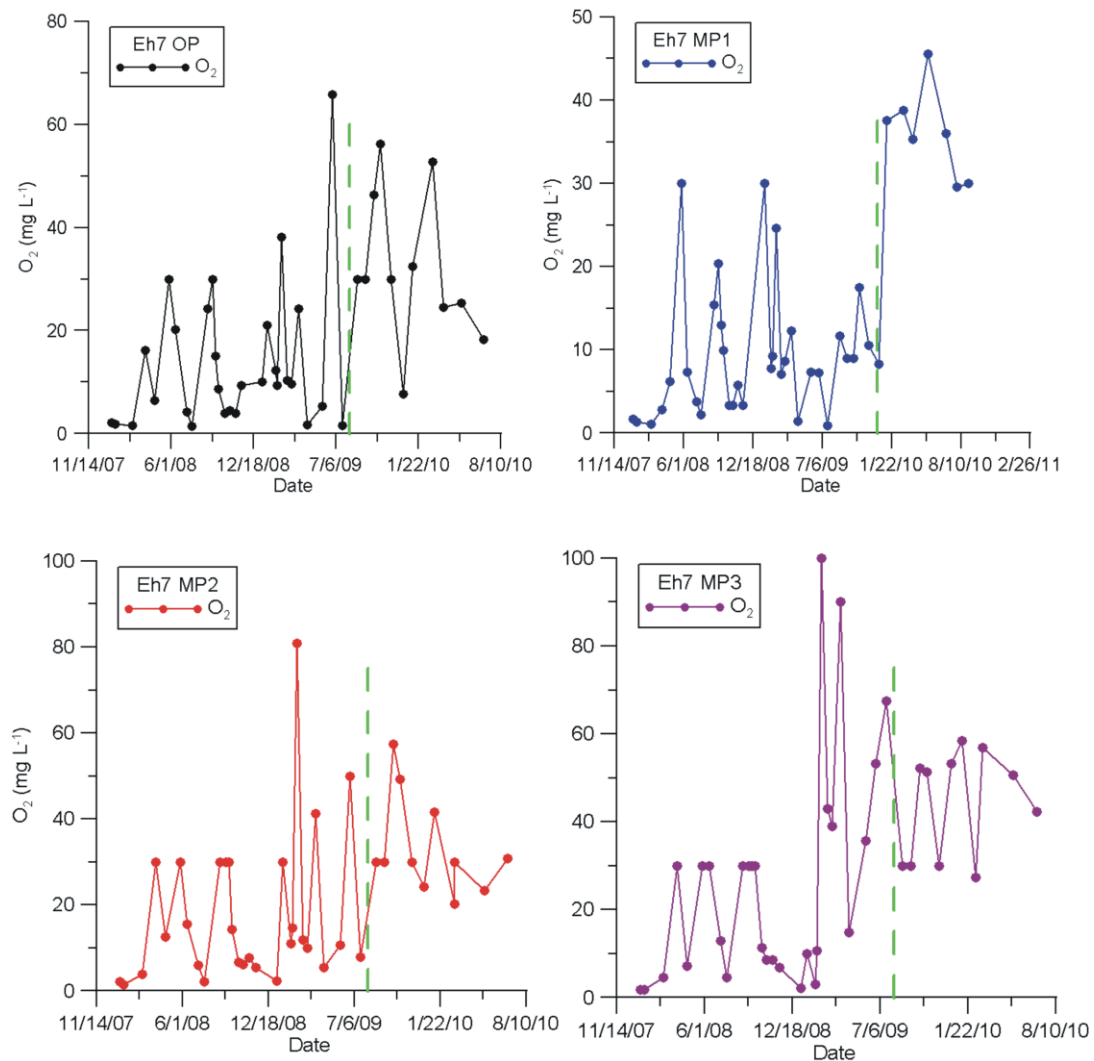 Eh7 OP
O₂
80
60
40
20
0
O₂ (mg L⁻¹)
11/14/07 6/1/08 12/18/08 7/6/09 1/22/10 8/10/10
Date
Eh7 MP1
O₂
50
40
30
20
10
0
O₂ (mg L⁻¹)
11/14/07 6/1/08 12/18/08 7/6/09 1/22/10 8/10/10 2/26/11
Date
Eh7 MP2
O₂
100
80
60
40
20
0
O₂ (mg L⁻¹)
11/14/07 6/1/08 12/18/08 7/6/09 1/22/10 8/10/10
Date
Eh7 MP3
O₂
100
80
60
40
20
0
11/14/07 6/1/08 12/18/08 7/6/09 1/22/10 8/10/10
Date